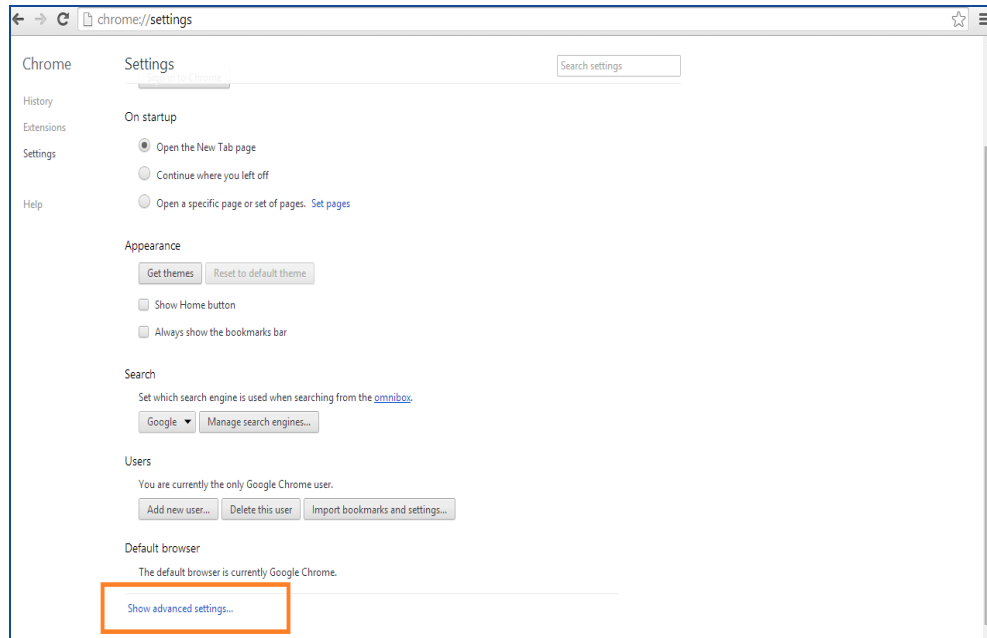 chrome://settings
Chrome
Settings
Search settings
History
Extensions
Settings
Help
On startup
Open the New Tab page
Continue where you left off
Open a specific page or set of pages. Set pages
Appearance
Get themes Reset to default theme
Show Home button
Always show the bookmarks bar
Search
Set which search engine is used when searching from the omnibox.
Google Manage search engines...
Users
You are currently the only Google Chrome user.
Add new user... Delete this user Import bookmarks and settings...
Default browser
The default browser is currently Google Chrome.
Show advanced settings...